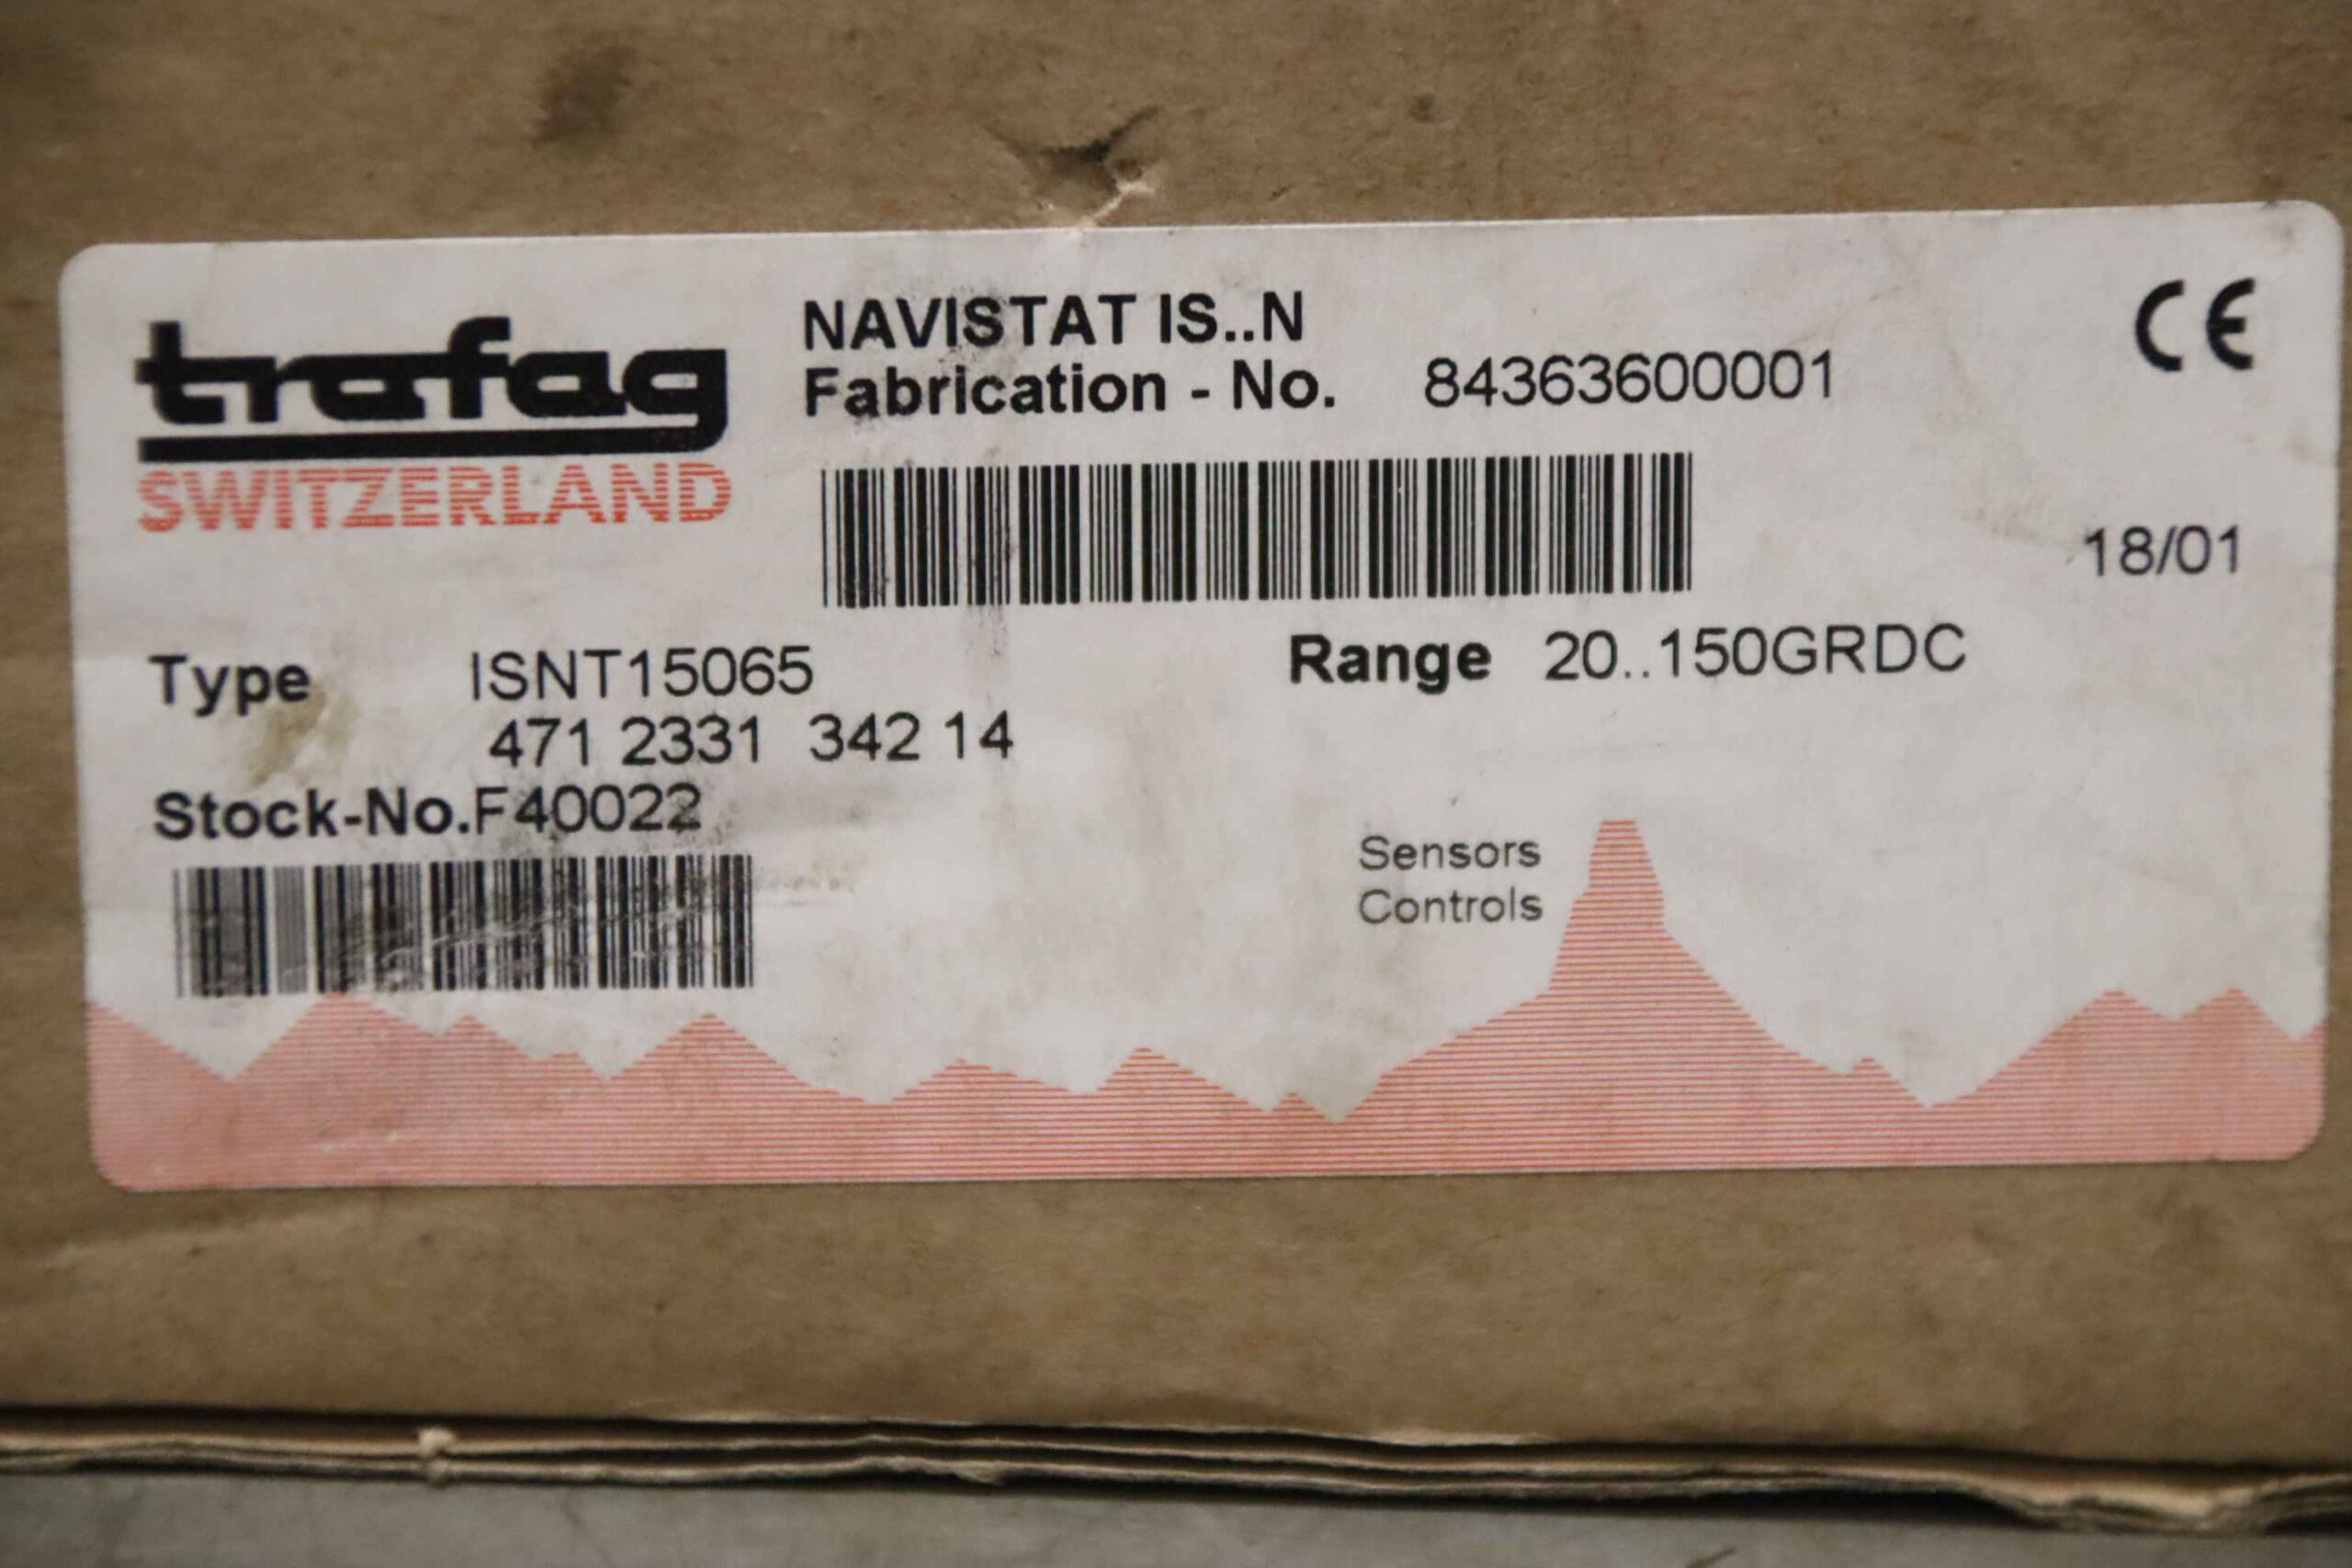 trafag
SWITZERLAND
NAVISTAT IS..N
Fabrication - No. 84363600001
CE
18/01
Type ISNT15065
471 2331 342 14
Range 20..150GRDC
Stock-No.F40022
Sensors
Controls